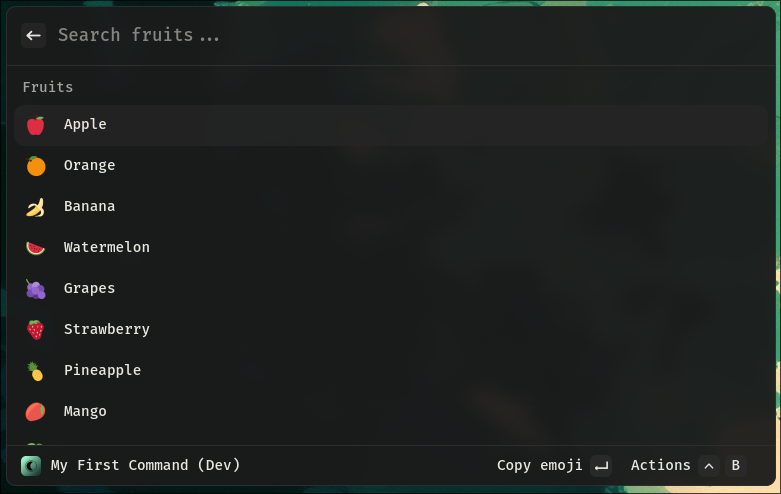 Search fruits...
Fruits
Apple
Orange
Banana
Watermelon
Grapes
Strawberry
Pineapple
Mango
My First Command (Dev) Copy emoji Actions B